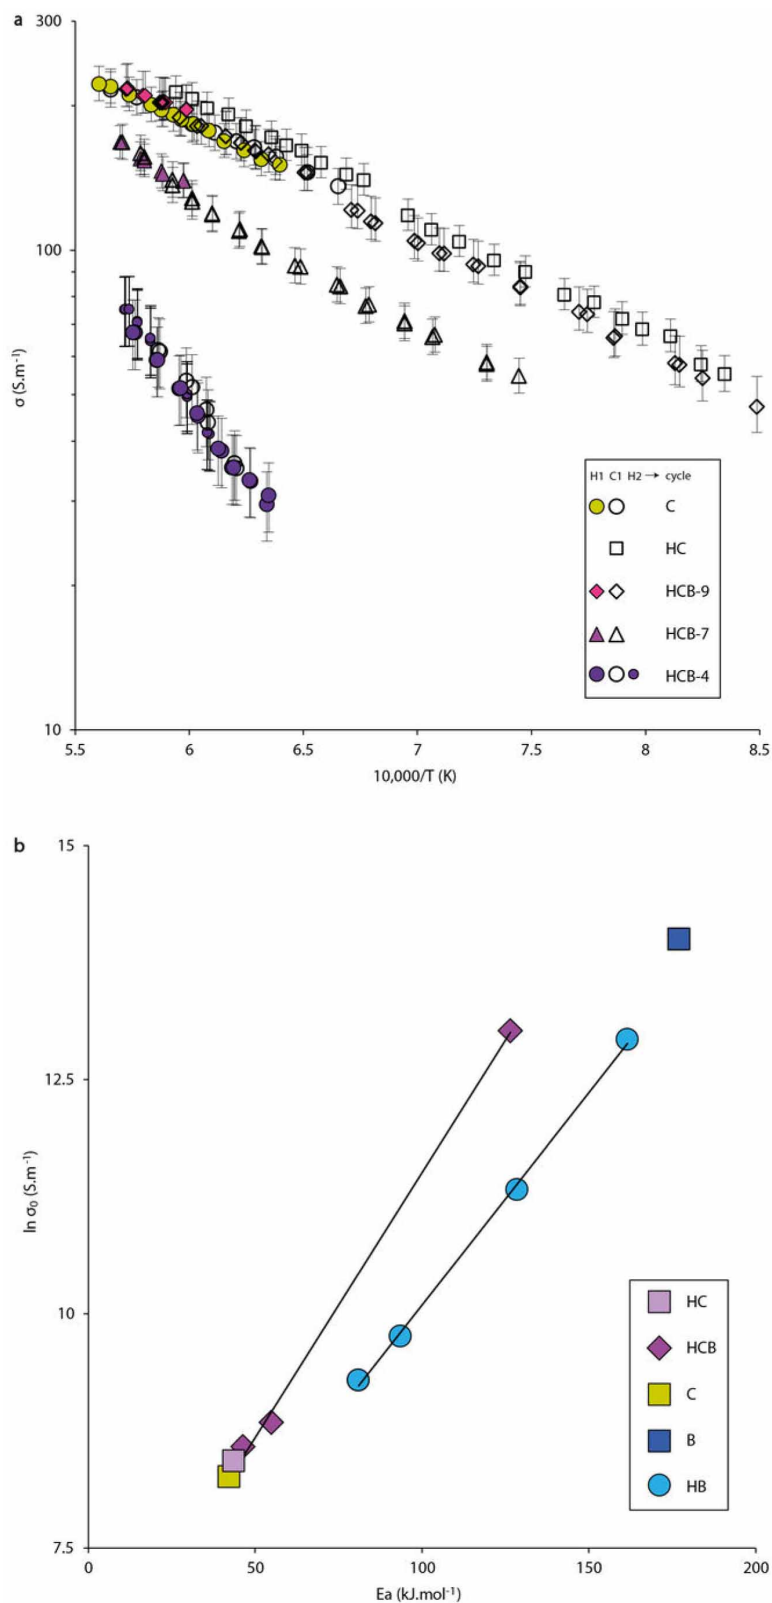 a
300
100
10
σ (S.m⁻¹)
5.5 6 6.5 7 7.5 8 8.5
10,000/T (K)
H1 C1 H2 → cycle
C
HC
HCB-9
HCB-7
HCB-4
b
15
12.5
10
7.5
ln σ₀ (S.m⁻¹)
0 50 100 150 200
Ea (kJ.mol⁻¹)
HC
HCB
C
B
HB